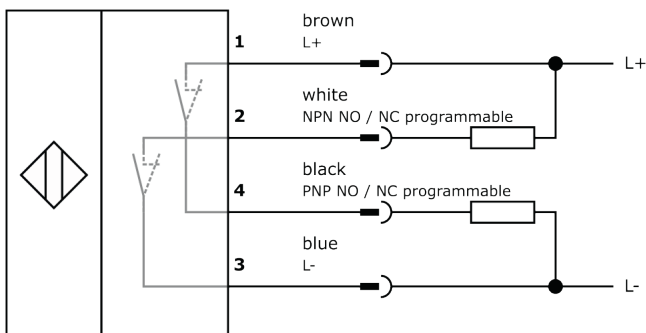 brown
1 L+
L+
white
2 NPN NO / NC programmable
black
4 PNP NO / NC programmable
blue
3 L-
L-